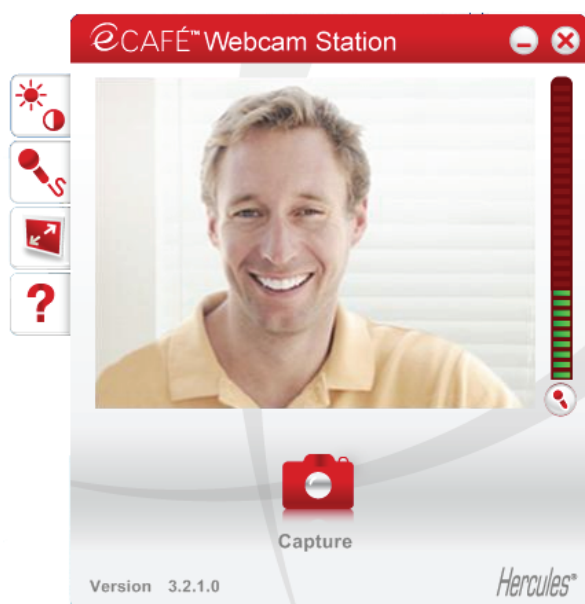 eCAFÉ™ Webcam Station
?
Capture
Version 3.2.1.0
Hercules®